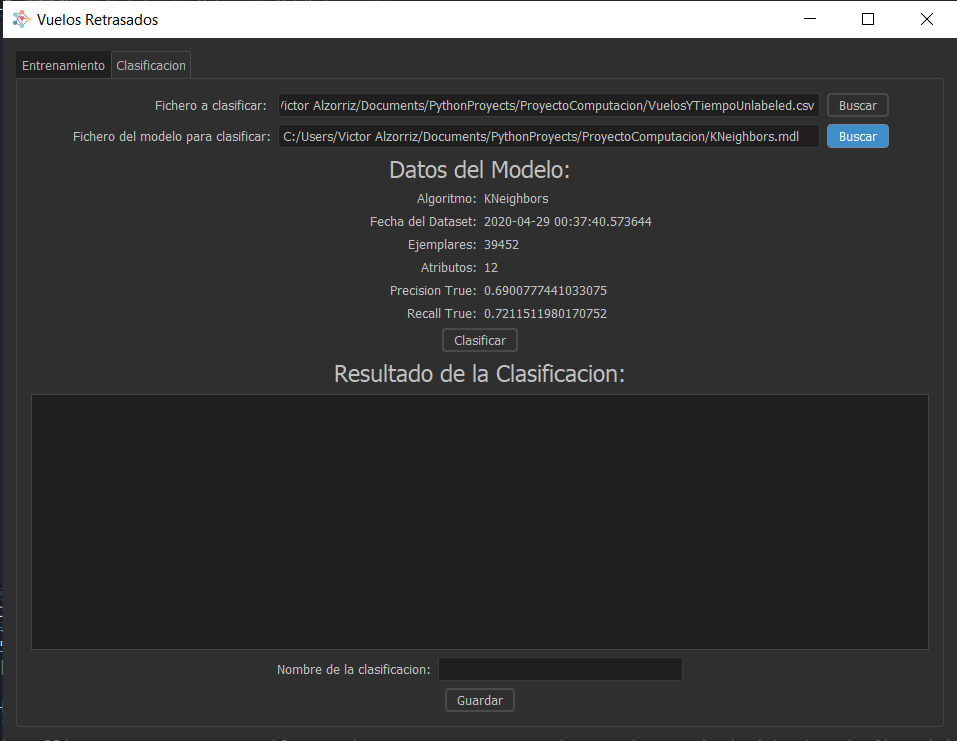 Vuelos Retrasados
Entrenamiento Clasificacion
Fichero a clasificar: Victor Alzorriz/Documents/PythonProyects/ProyectoComputacion/VuelosYTiempoUnlabeled.csv Buscar
Fichero del modelo para clasificar: C:/Users/Victor Alzorriz/Documents/PythonProyects/ProyectoComputacion/KNeighbors.mdl Buscar
Datos del Modelo:
Algoritmo: KNeighbors
Fecha del Dataset: 2020-04-29 00:37:40.573644
Ejemplares: 39452
Atributos: 12
Precision True: 0.6900777441033075
Recall True: 0.7211511980170752
Clasificar
Resultado de la Clasificacion:
Nombre de la clasificacion:
Guardar